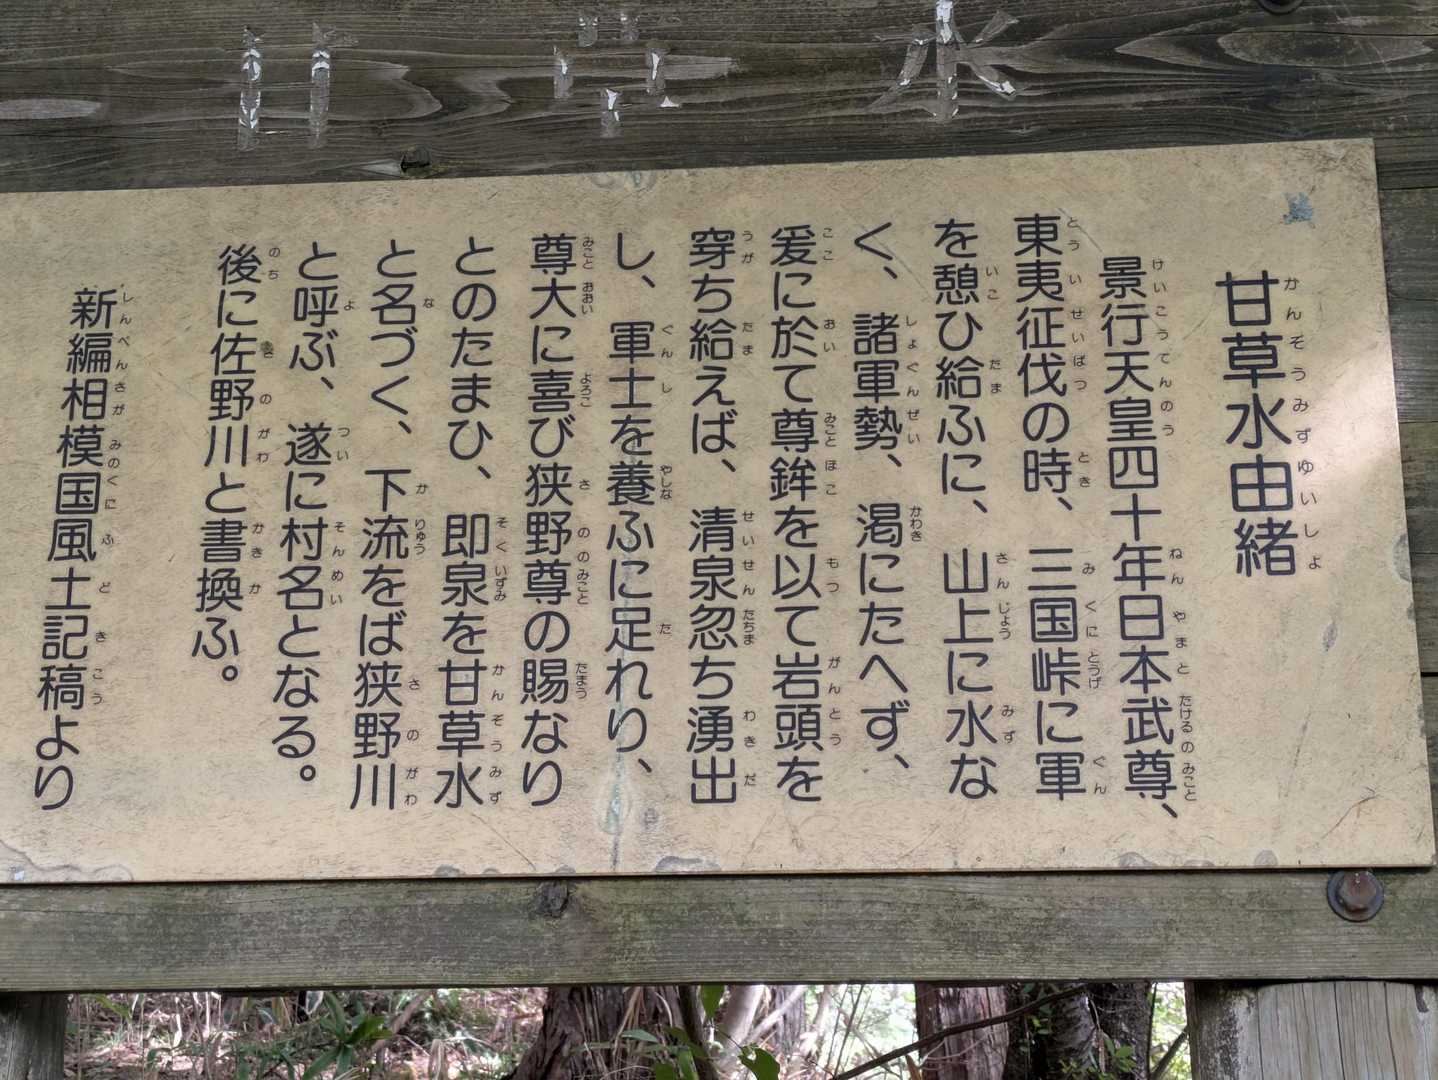 水
甘草水由緒
景行天皇四十年日本武尊、
東夷征伐の時、三国峠に軍
を憩ひ給ふに、山上に水な
く、諸軍勢、渇にたへず、
爰に於て尊鉾を以て岩頭を
穿ち給えば、清泉忽ち湧出
し、軍士を養ふに足れり、
尊大に喜び狭野尊の賜なり
とのたまひ、即泉を甘草水
と名づく、下流をば狭野川
と呼ぶ、遂に村名となる。
後に佐野川と書換ふ。
新編相模国風土記稿より